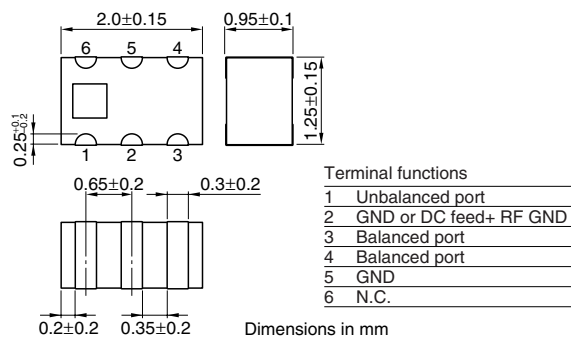 2.0±0.15
0.95±0.1
6 5 4
1.25±0.15
0.25+0.1 -0.2
1 2 3
0.65±0.2
0.3±0.2
0.2±0.2
0.35±0.2
Dimensions in mm
Terminal functions
1 Unbalanced port
2 GND or DC feed+ RF GND
3 Balanced port
4 Balanced port
5 GND
6 N.C.